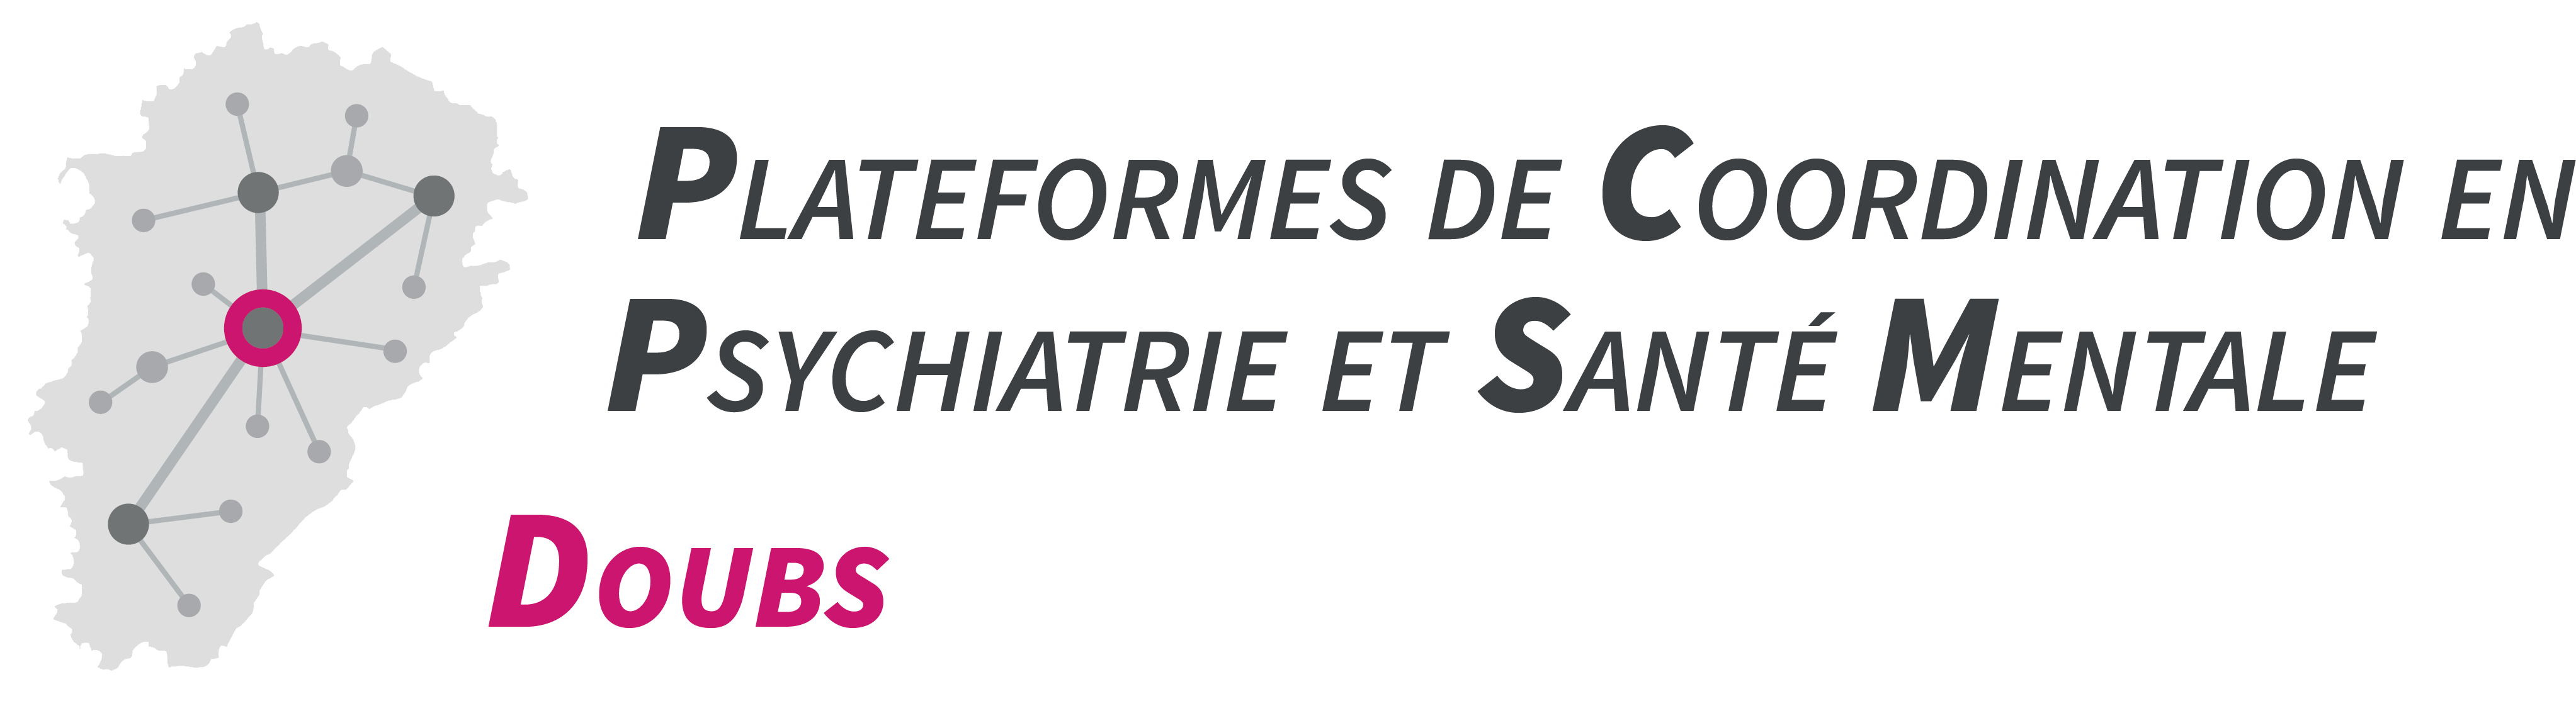 PLATEFORMES DE COORDINATION EN
PSYCHIATRIE ET SANTÉ MENTALE
DOUBS